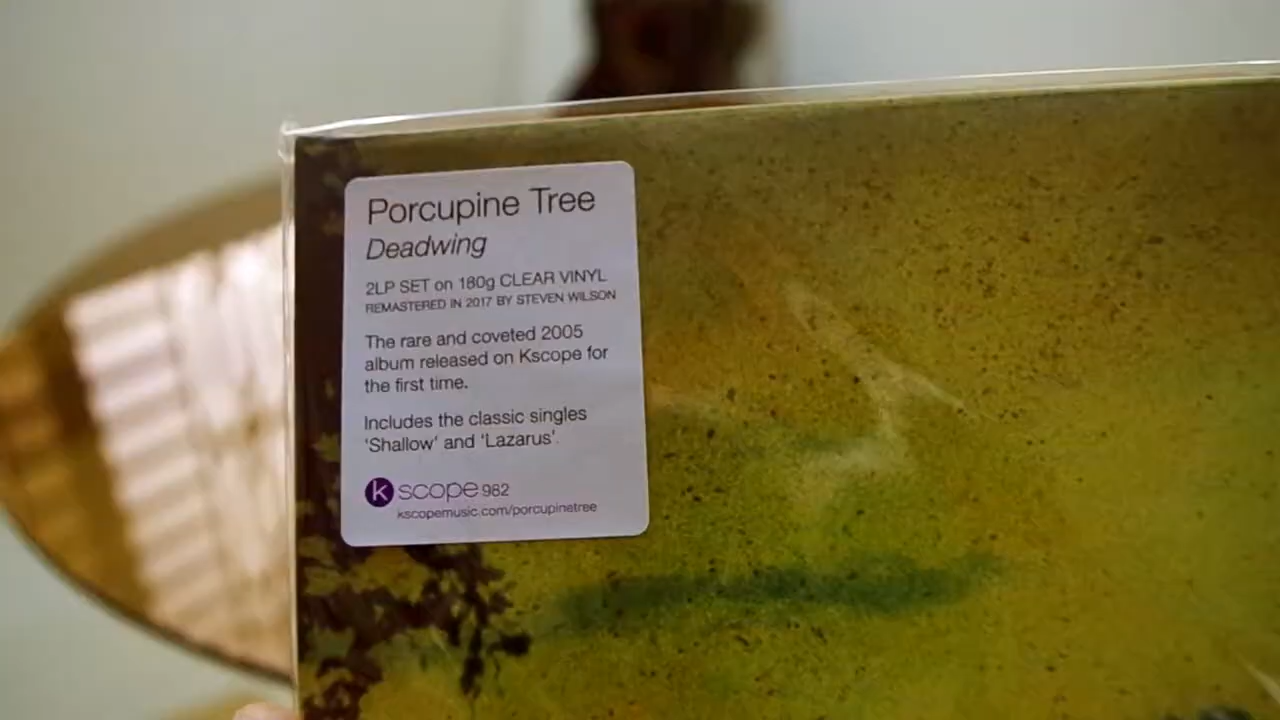 Porcupine Tree
Deadwing
2LP SET on 180g CLEAR VINYL
REMASTERED IN 2017 BY STEVEN WILSON
The rare and coveted 2005
album released on Kscope for
the first time.
Includes the classic singles
'Shallow' and 'Lazarus'.
kscope 982
kscopemusic.com/porcupinetree